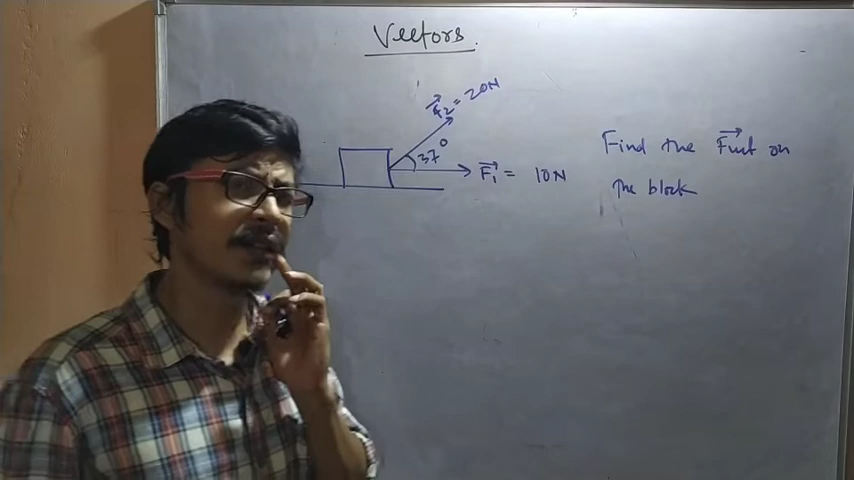 Vectors.
F₂ = 20N
37°
F₁ = 10N
Find the Fnet on
The block